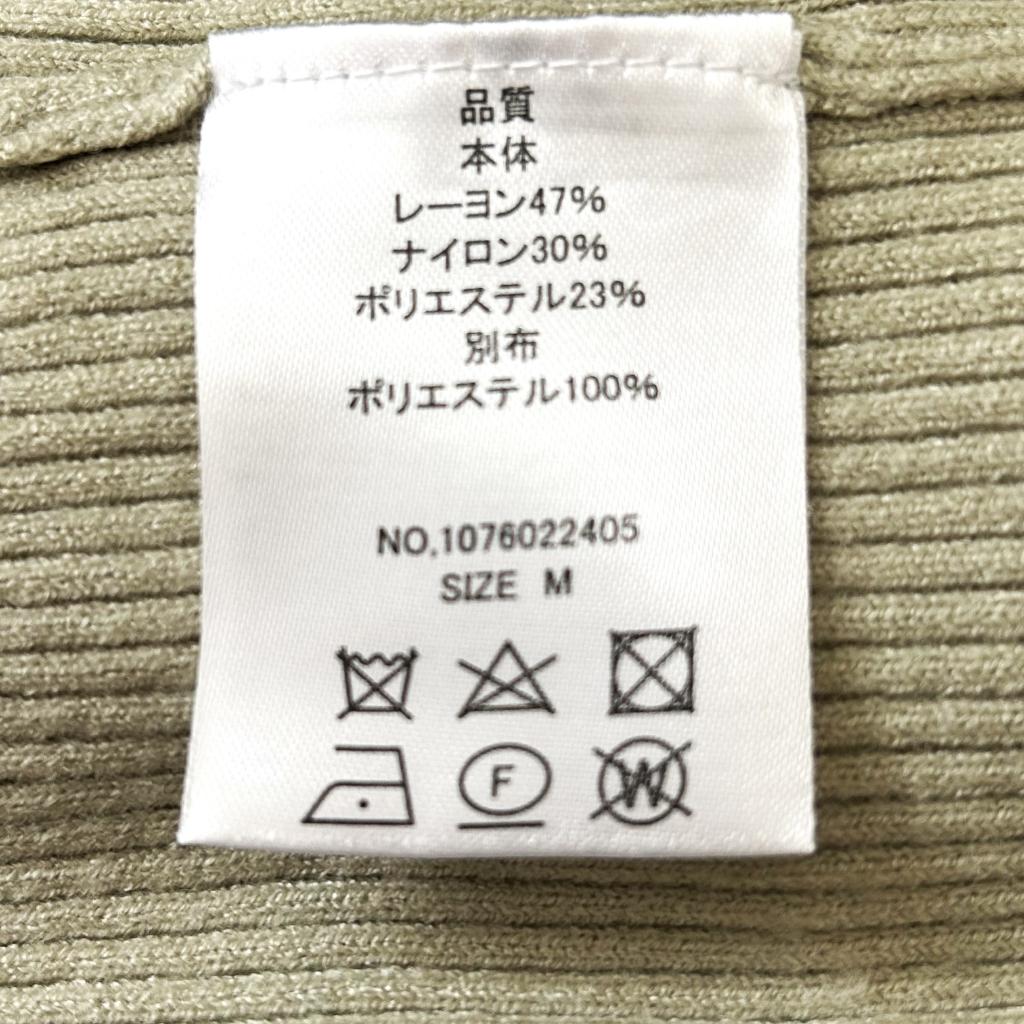 品質
本体
レーヨン47%
ナイロン30%
ポリエステル23%
別布
ポリエステル100%
NO.1076022405
SIZE M
F W